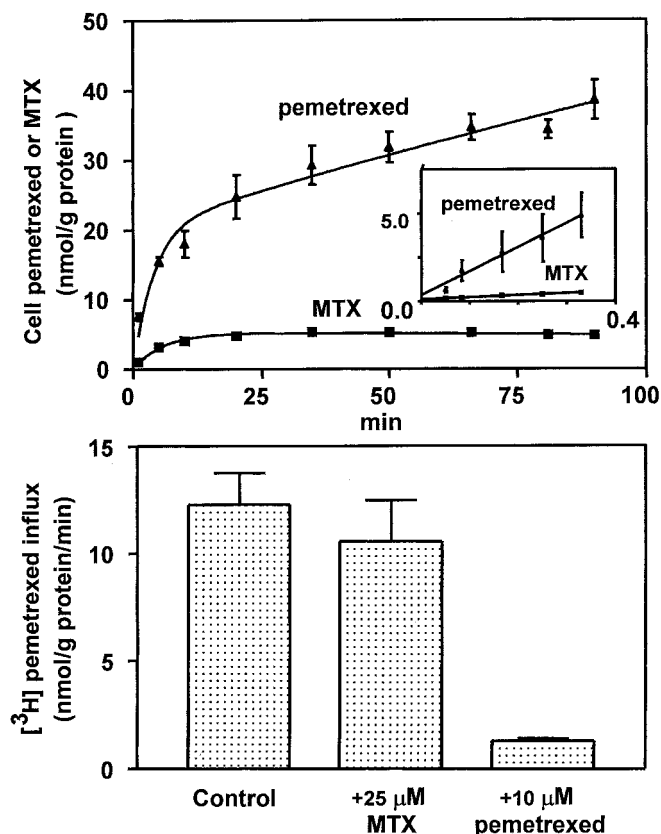 50
40
30
20
10
0
Cell pemetrexed or MTX
(nmol/g protein )
pemetrexed
MTX
pemetrexed
MTX
5.0
0.0
0.4
0
25
50
75
100
min
15
10
5
0
[³H] pemetrexed influx
(nmol/g protein/min)
Control
+25 µM
MTX
+10 µM
pemetrexed